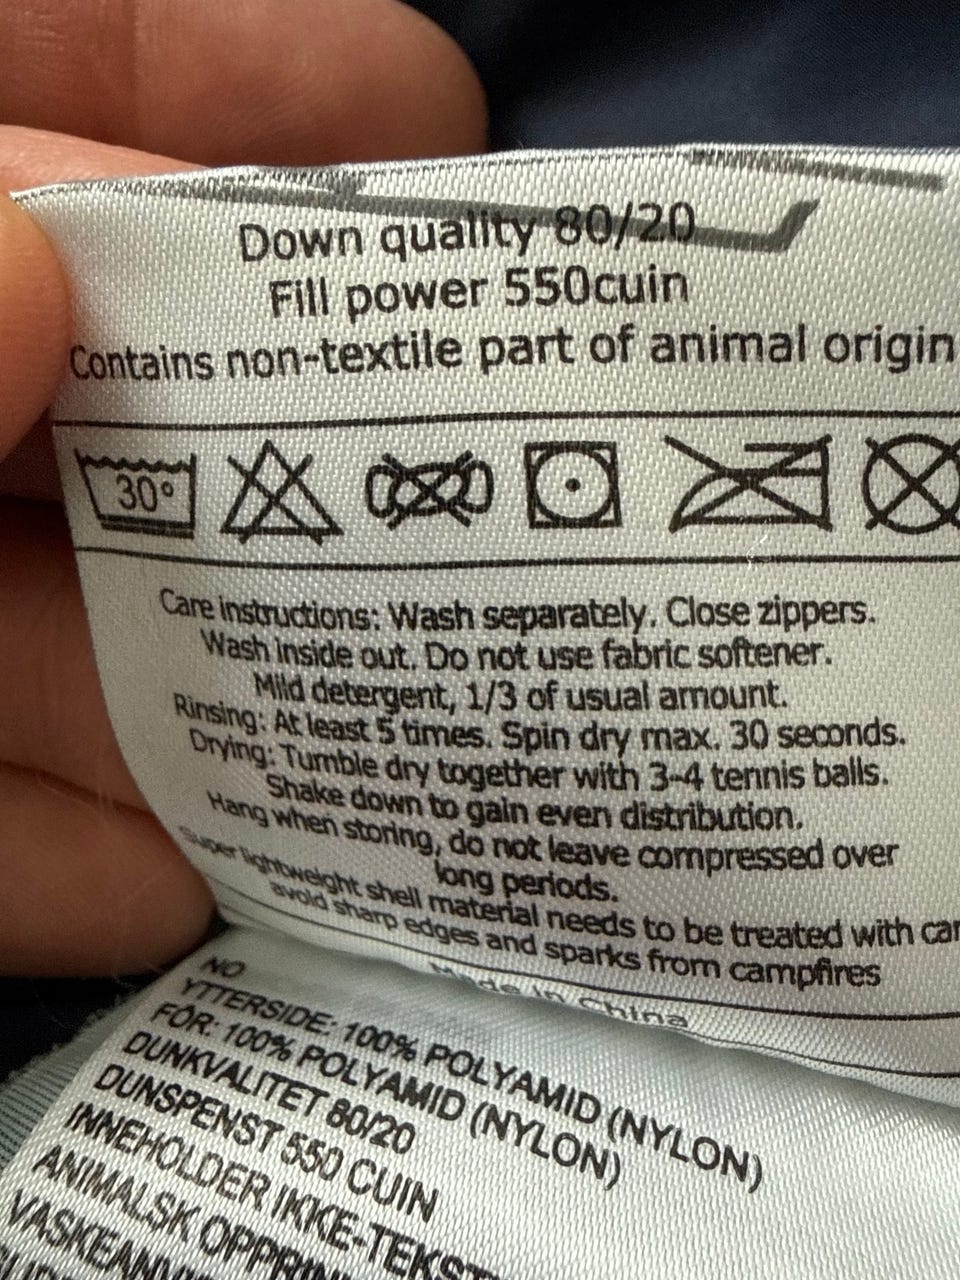 Down quality 80/20
Fill power 550cuin
Contains non-textile part of animal origin
30°
Care instructions: Wash separately. Close zippers.
Wash inside out. Do not use fabric softener.
Mild detergent, 1/3 of usual amount.
Rinsing: At least 5 times. Spin dry max. 30 seconds.
Drying: Tumble dry together with 3-4 tennis balls.
Shake down to gain even distribution.
Hang when storing, do not leave compressed over
long periods.
Super lightweight shell material needs to be treated with
avoid sharp edges and sparks from campfires
Made in China
NO
YTTERSIDE: 100% POLYAMID (NYLON)
FÔR: 100% POLYAMID (NYLON)
DUNKVALITET 80/20
DUNSPENST 550 CUIN
INNEHOLDER IKKE-TEKST
ANIMALSK OPPRIN